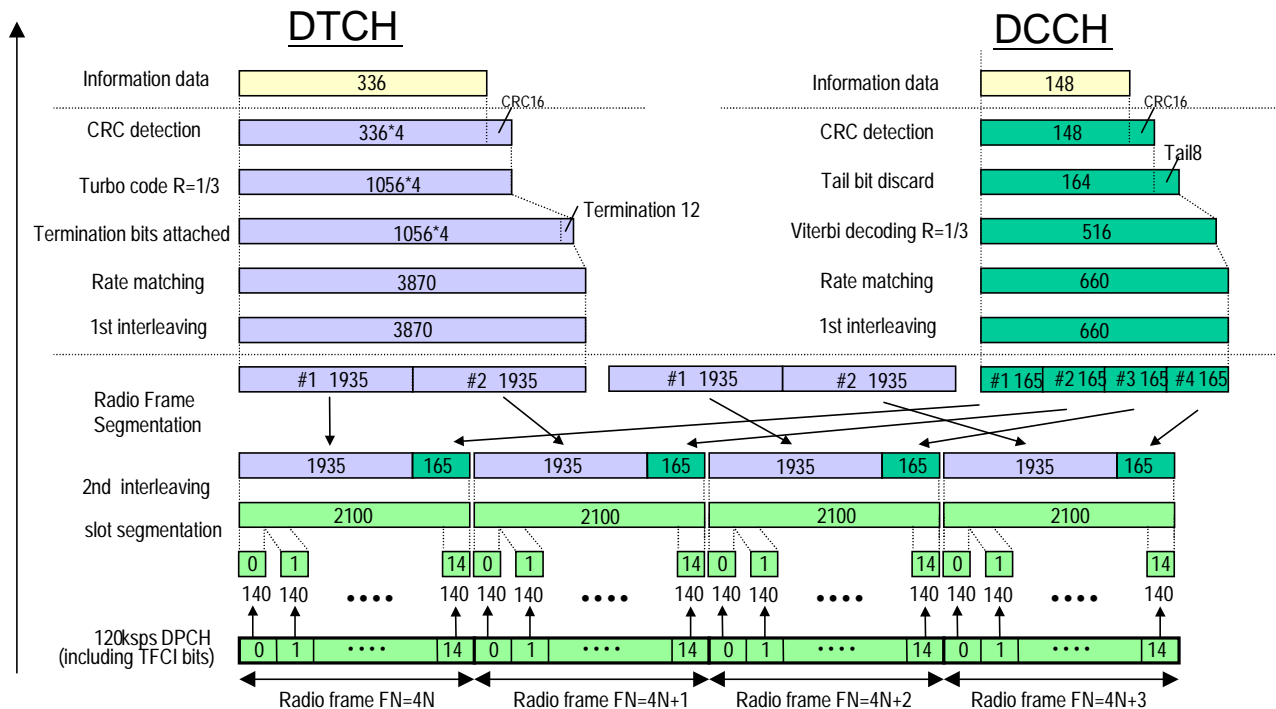 DTCH DCCH
Information data 336 Information data 148
CRC16 CRC16
CRC detection 336*4 CRC detection 148
Tail8
Turbo code R=1/3 1056*4 Tail bit discard 164
Termination 12
Termination bits attached 1056*4 Viterbi decoding R=1/3 516
Rate matching 3870 Rate matching 660
1st interleaving 3870 1st interleaving 660
#1 1935 #2 1935 #1 1935 #2 1935 #1 165 #2 165 #3 165 #4 165
Radio Frame
Segmentation
1935 165 1935 165 1935 165 1935 165
2nd interleaving
slot segmentation 2100 2100 2100 2100
0 1 14 0 1 14 0 1 14 0 1 14
140 140 •••• 140 140 140 •••• 140 140 140 •••• 140 140 140 •••• 140
120ksps DPCH
(including TFCI bits)
0 1 •••• 14 0 1 •••• 14 0 1 •••• 14 0 1 •••• 14
Radio frame FN=4N Radio frame FN=4N+1 Radio frame FN=4N+2 Radio frame FN=4N+3